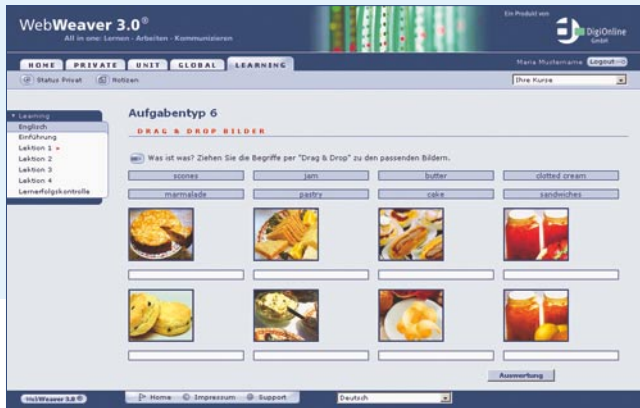 WebWeaver 3.0®
All in one: Lernen - Arbeiten - Kommunizieren
Ein Produkt von
DigiOnline
GmbH
HOME PRIVATE UNIT GLOBAL LEARNING
Maria Mustername Logout
Status Privat Notizen
Ihre Kurse
Learning
Englisch
Einführung
Lektion 1
Lektion 2
Lektion 3
Lektion 4
Lernerfolgskontrolle
Aufgabentyp 6
DRAG & DROP BILDER
Was ist was? Ziehen Sie die Begriffe per "Drag & Drop" zu den passenden Bildern.
scones jam butter clotted cream
marmalade pastry cake sandwiches
Auswertung
WebWeaver 3.0 ®
Home © Impressum @ Support
Deutsch